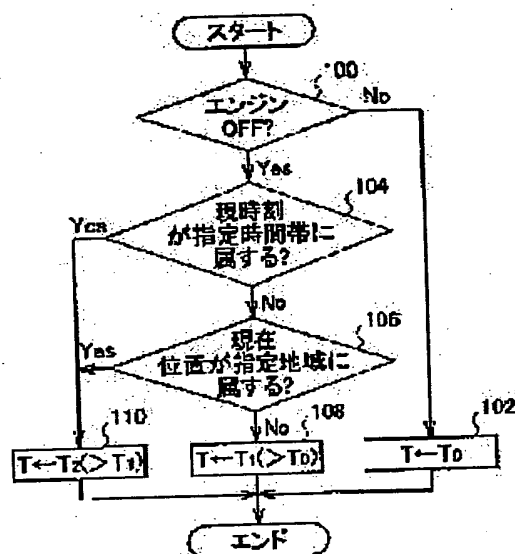 スタート
100
エンジン
OFF?
No
Yes
104
現時刻
が指定時間帯に
属する?
Yes
No
106
現在
位置が指定地域に
属する?
Yes
No
110
T←T2(>T1)
108
T←T1(>T0)
102
T←T0
エンド